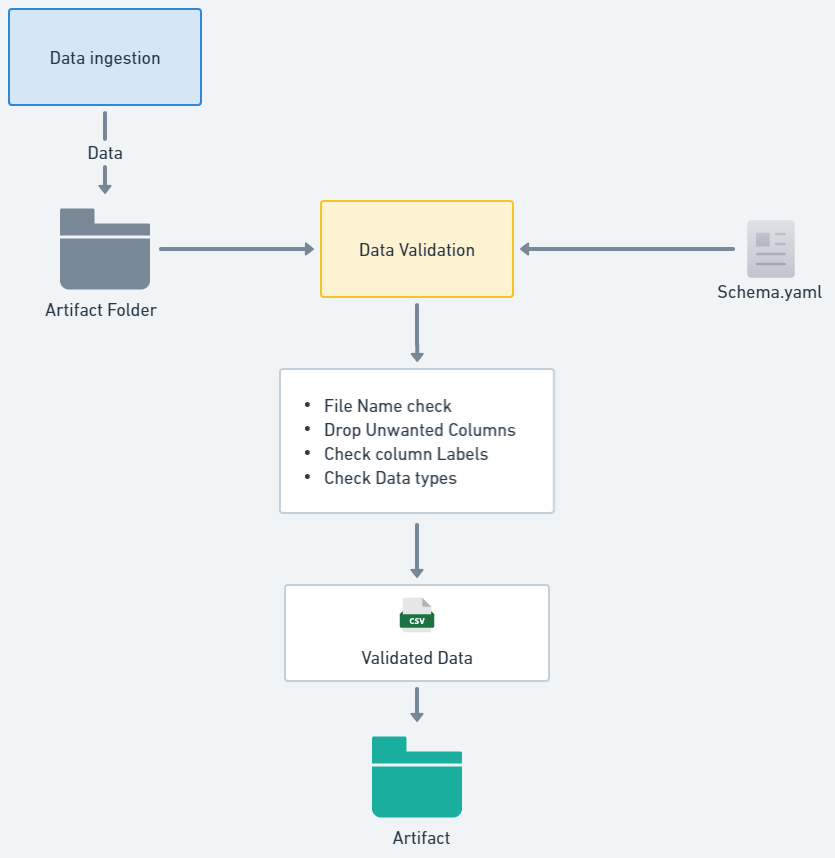 Data ingestion
Data
Data Validation
Artifact Folder
Schema.yaml
• File Name check
• Drop Unwanted Columns
• Check column Labels
• Check Data types
csv
Validated Data
Artifact